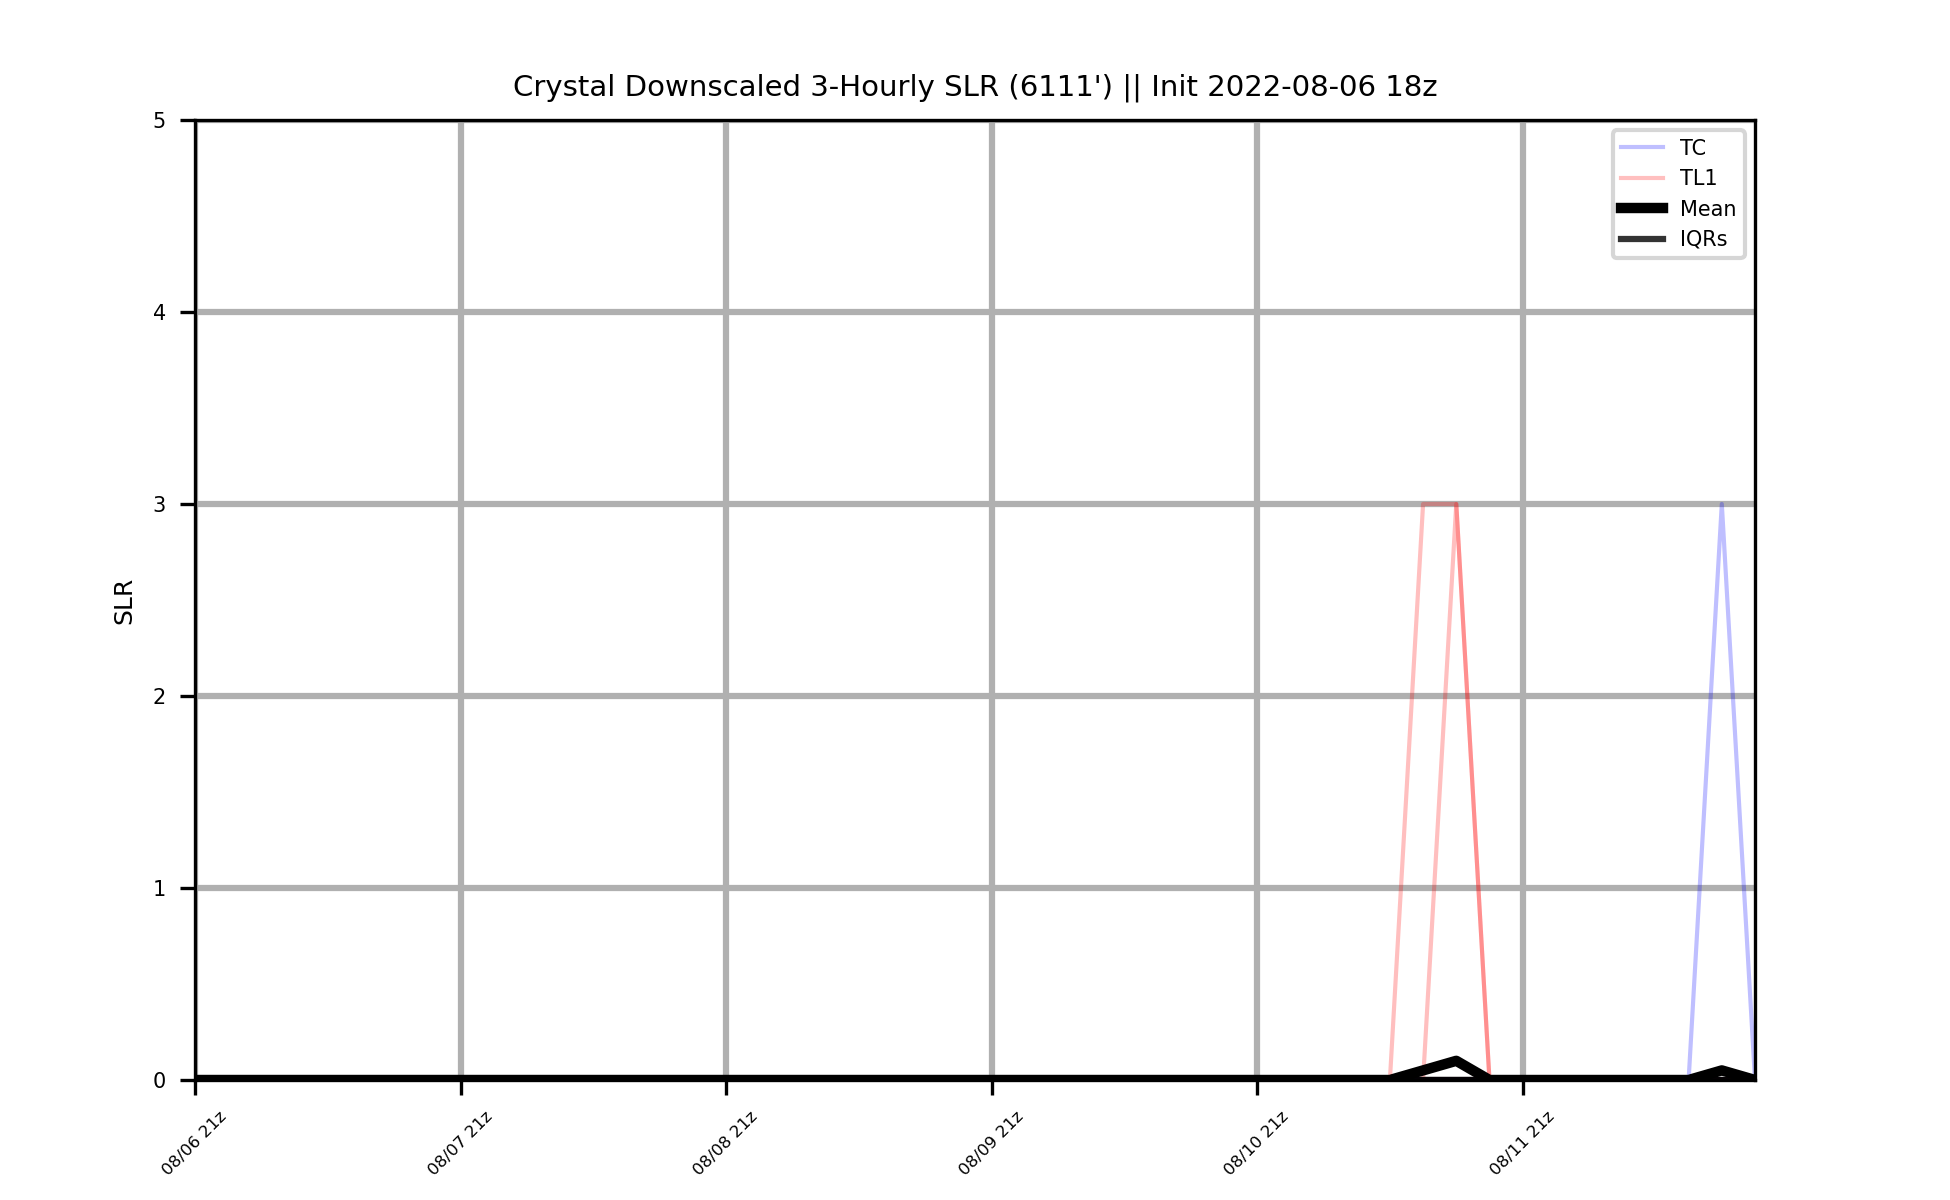 Crystal Downscaled 3-Hourly SLR (6111') || Init 2022-08-06 18z
TC
TL1
Mean
IQRs
SLR
5
4
3
2
1
0
08/06 21z
08/07 21z
08/08 21z
08/09 21z
08/10 21z
08/11 21z